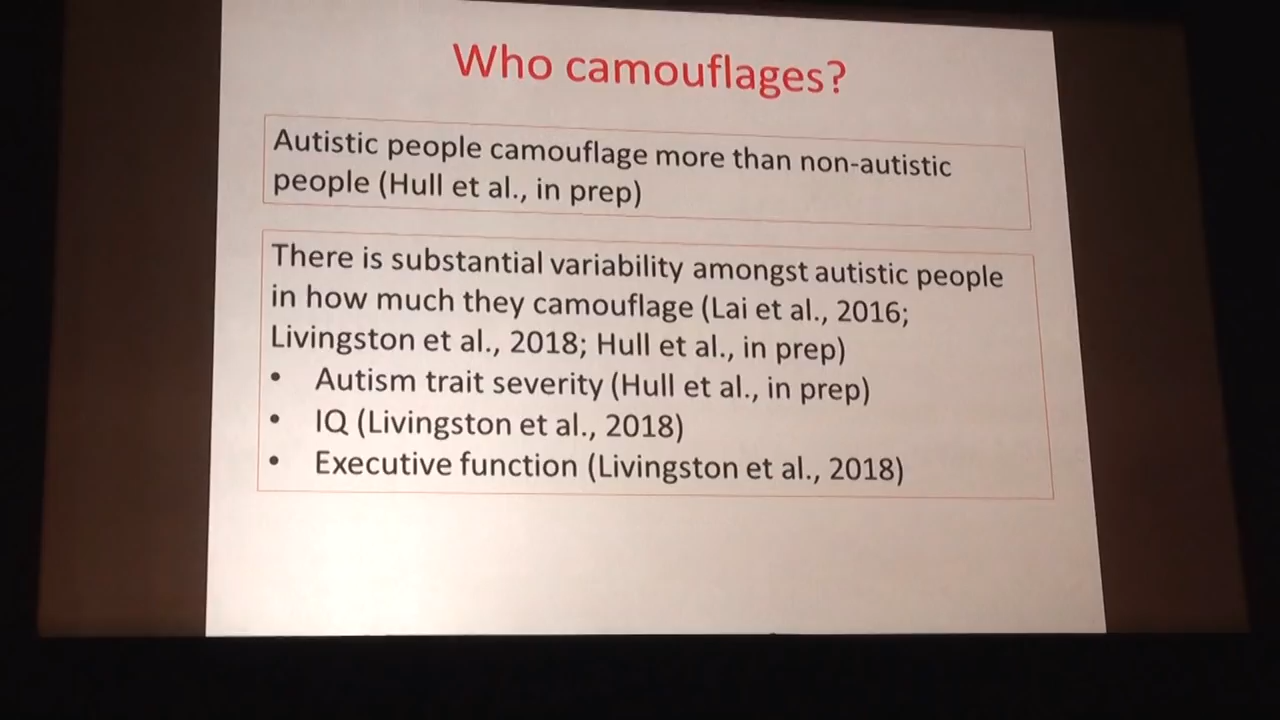 Who camouflages?
Autistic people camouflage more than non-autistic
people (Hull et al., in prep)
There is substantial variability amongst autistic people
in how much they camouflage (Lai et al., 2016;
Livingston et al., 2018; Hull et al., in prep)
• Autism trait severity (Hull et al., in prep)
• IQ (Livingston et al., 2018)
• Executive function (Livingston et al., 2018)